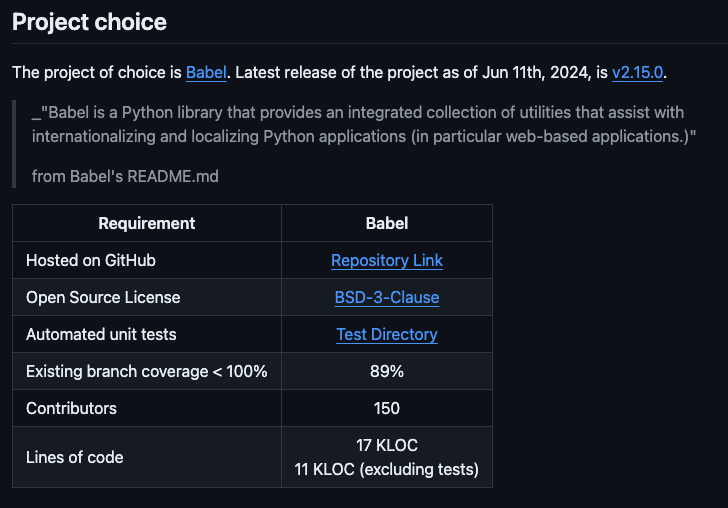 Project choice
The project of choice is Babel. Latest release of the project as of Jun 11th, 2024, is v2.15.0.
_"Babel is a Python library that provides an integrated collection of utilities that assist with
internationalizing and localizing Python applications (in particular web-based applications.)"
from Babel's README.md
Requirement Babel
Hosted on GitHub Repository Link
Open Source License BSD-3-Clause
Automated unit tests Test Directory
Existing branch coverage < 100% 89%
Contributors 150
Lines of code 17 KLOC
11 KLOC (excluding tests)